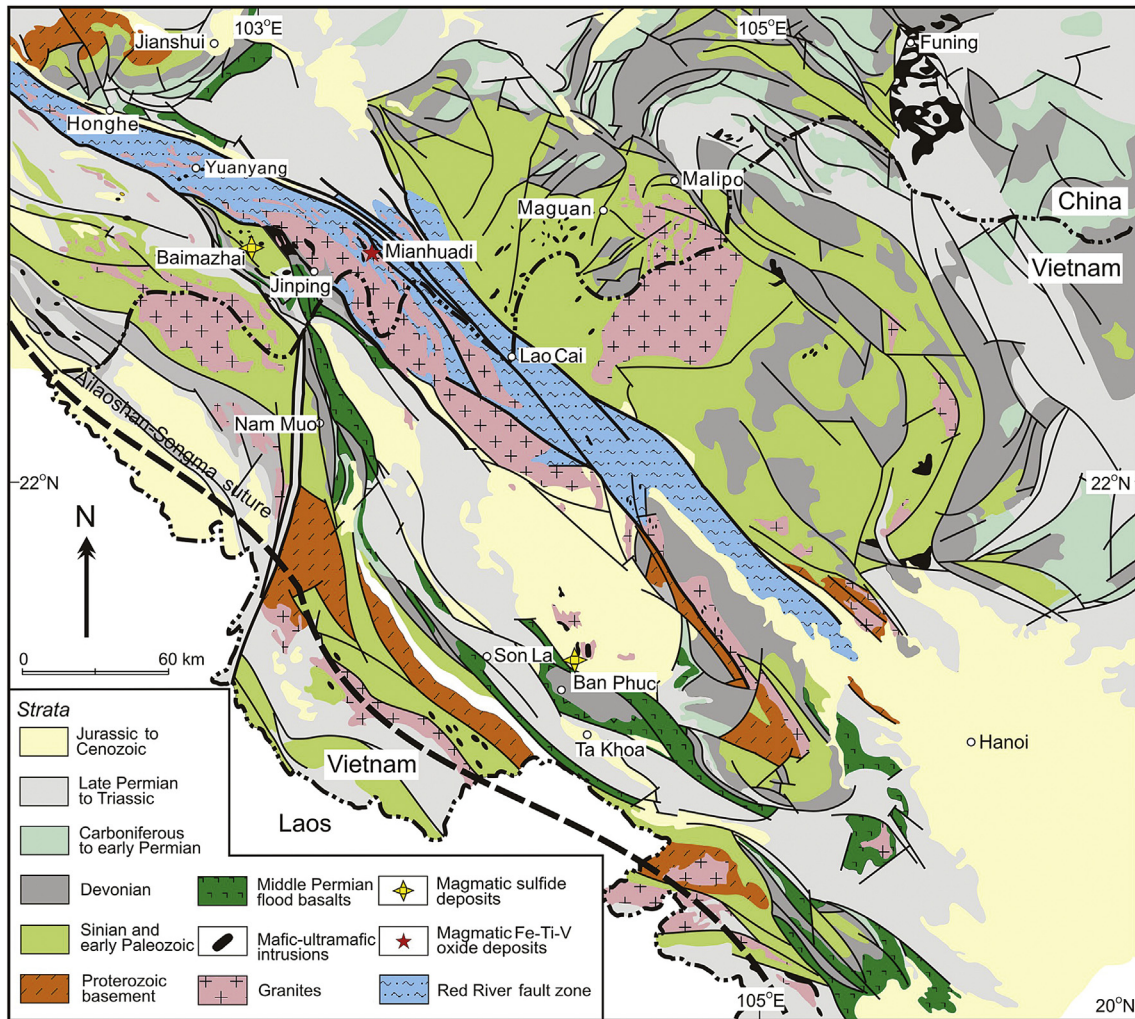 103°E
105°E
Jianshui
Funing
Honghe
Yuanyang
Malipo
Maguan
China
Baimazhai
Mianhuadi
Vietnam
Jinping
Lao Cai
Ailaoshan-Songma suture
Nam Muo
22°N
22°N
N
0 60 km
Son La
Ban Phuc
Ta Khoa
Hanoi
Vietnam
Laos
Strata
Jurassic to
Cenozoic
Late Permian
to Triassic
Carboniferous
to early Permian
Devonian
Sinian and
early Paleozoic
Proterozoic
basement
Middle Permian
flood basalts
Mafic-ultramafic
intrusions
Granites
Magmatic sulfide
deposits
Magmatic Fe-Ti-V
oxide deposits
Red River fault zone
105°E
20°N